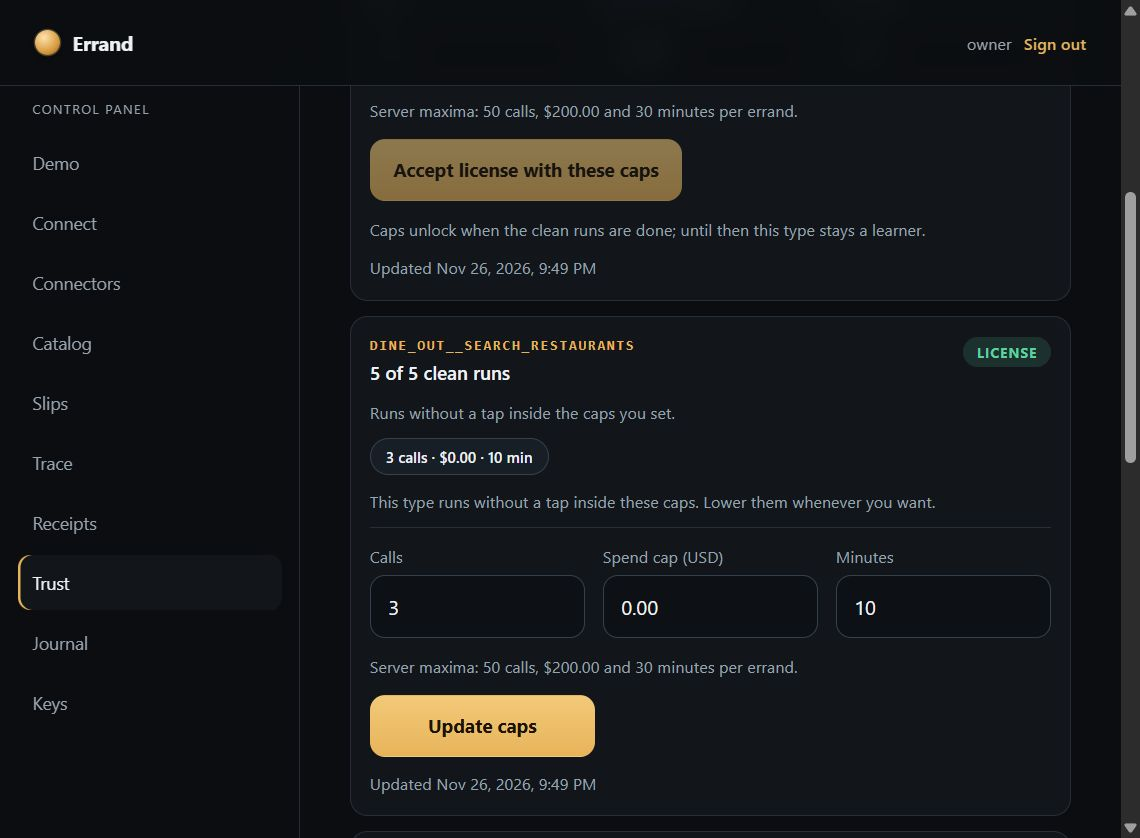 Errand
owner Sign out
CONTROL PANEL
Demo
Connect
Connectors
Catalog
Slips
Trace
Receipts
Trust
Journal
Keys
Server maxima: 50 calls, $200.00 and 30 minutes per errand.
Accept license with these caps
Caps unlock when the clean runs are done; until then this type stays a learner.
Updated Nov 26, 2026, 9:49 PM
DINE_OUT__SEARCH_RESTAURANTS
LICENSE
5 of 5 clean runs
Runs without a tap inside the caps you set.
3 calls · $0.00 · 10 min
This type runs without a tap inside these caps. Lower them whenever you want.
Calls Spend cap (USD) Minutes
3 0.00 10
Server maxima: 50 calls, $200.00 and 30 minutes per errand.
Update caps
Updated Nov 26, 2026, 9:49 PM